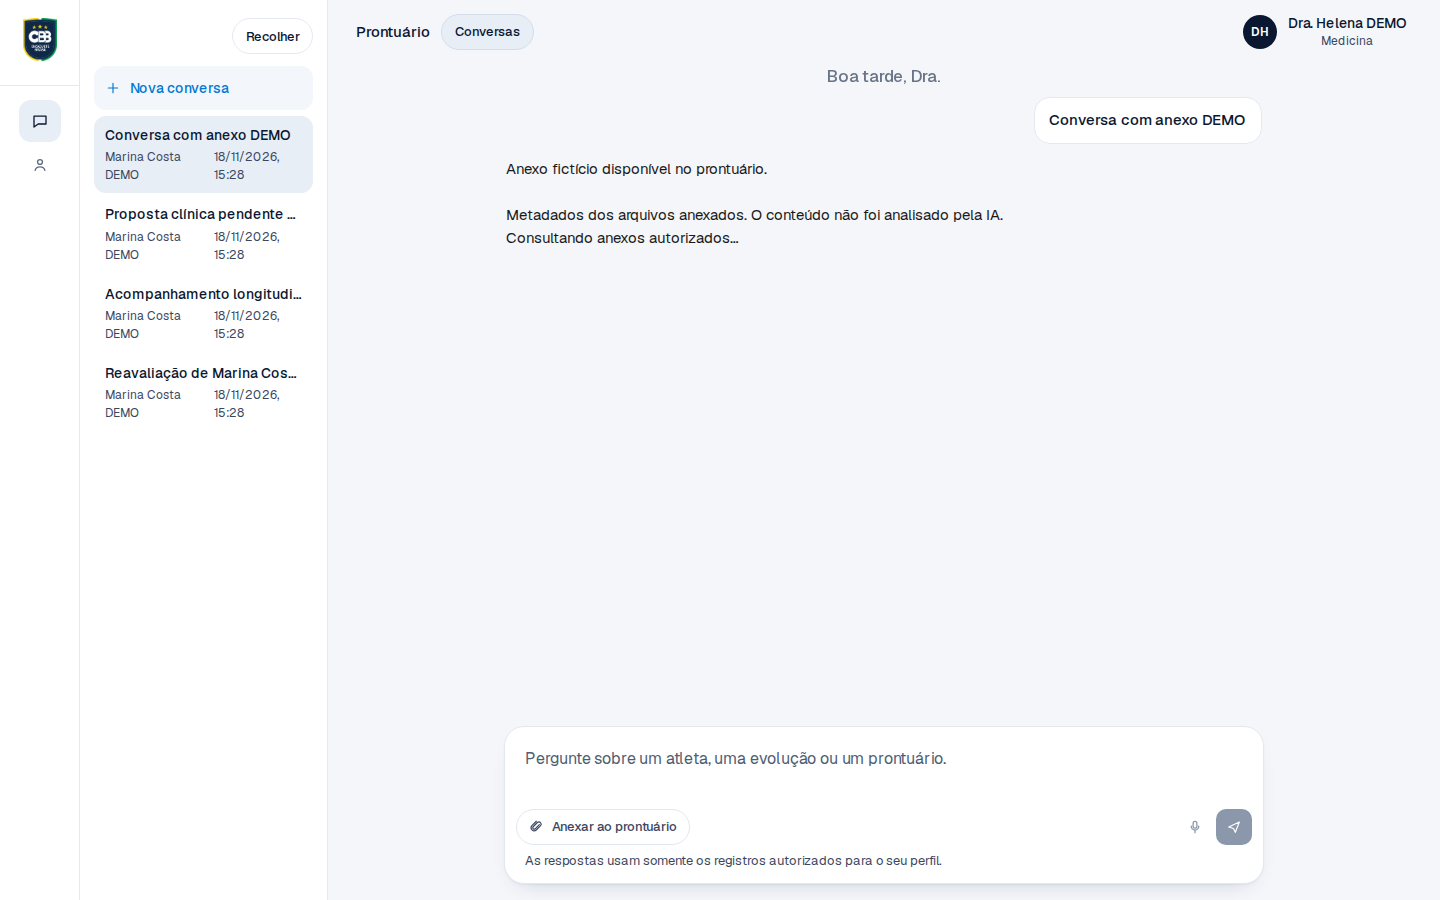 CBB
Recolher
Nova conversa
Conversa com anexo DEMO
Marina Costa DEMO
18/11/2026, 15:28
Proposta clínica pendente ...
Marina Costa DEMO
18/11/2026, 15:28
Acompanhamento longitudi...
Marina Costa DEMO
18/11/2026, 15:28
Reavaliação de Marina Cos...
Marina Costa DEMO
18/11/2026, 15:28
Prontuário
Conversas
DH
Dra. Helena DEMO
Medicina
Boa tarde, Dra.
Conversa com anexo DEMO
Anexo fictício disponível no prontuário.
Metadados dos arquivos anexados. O conteúdo não foi analisado pela IA.
Consultando anexos autorizados...
Pergunte sobre um atleta, uma evolução ou um prontuário.
Anexar ao prontuário
As respostas usam somente os registros autorizados para o seu perfil.